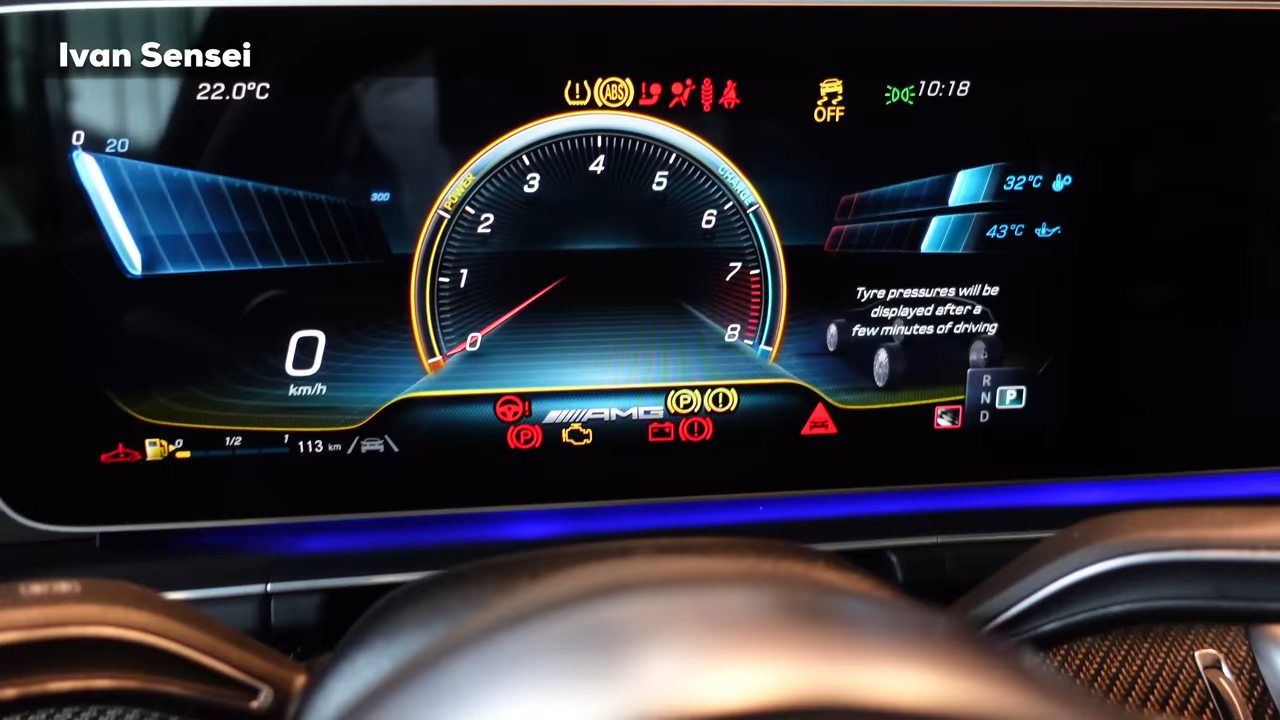 Ivan Sensei
22.0°C
ABS
OFF
10:18
0 20
300
POWER
CHARGE
0 1 2 3 4 5 6 7 8
32°C
43°C
Tyre pressures will be
displayed after a
few minutes of driving
0
km/h
AMG
P
P
R
N P
D
0 1/2 1 113 km